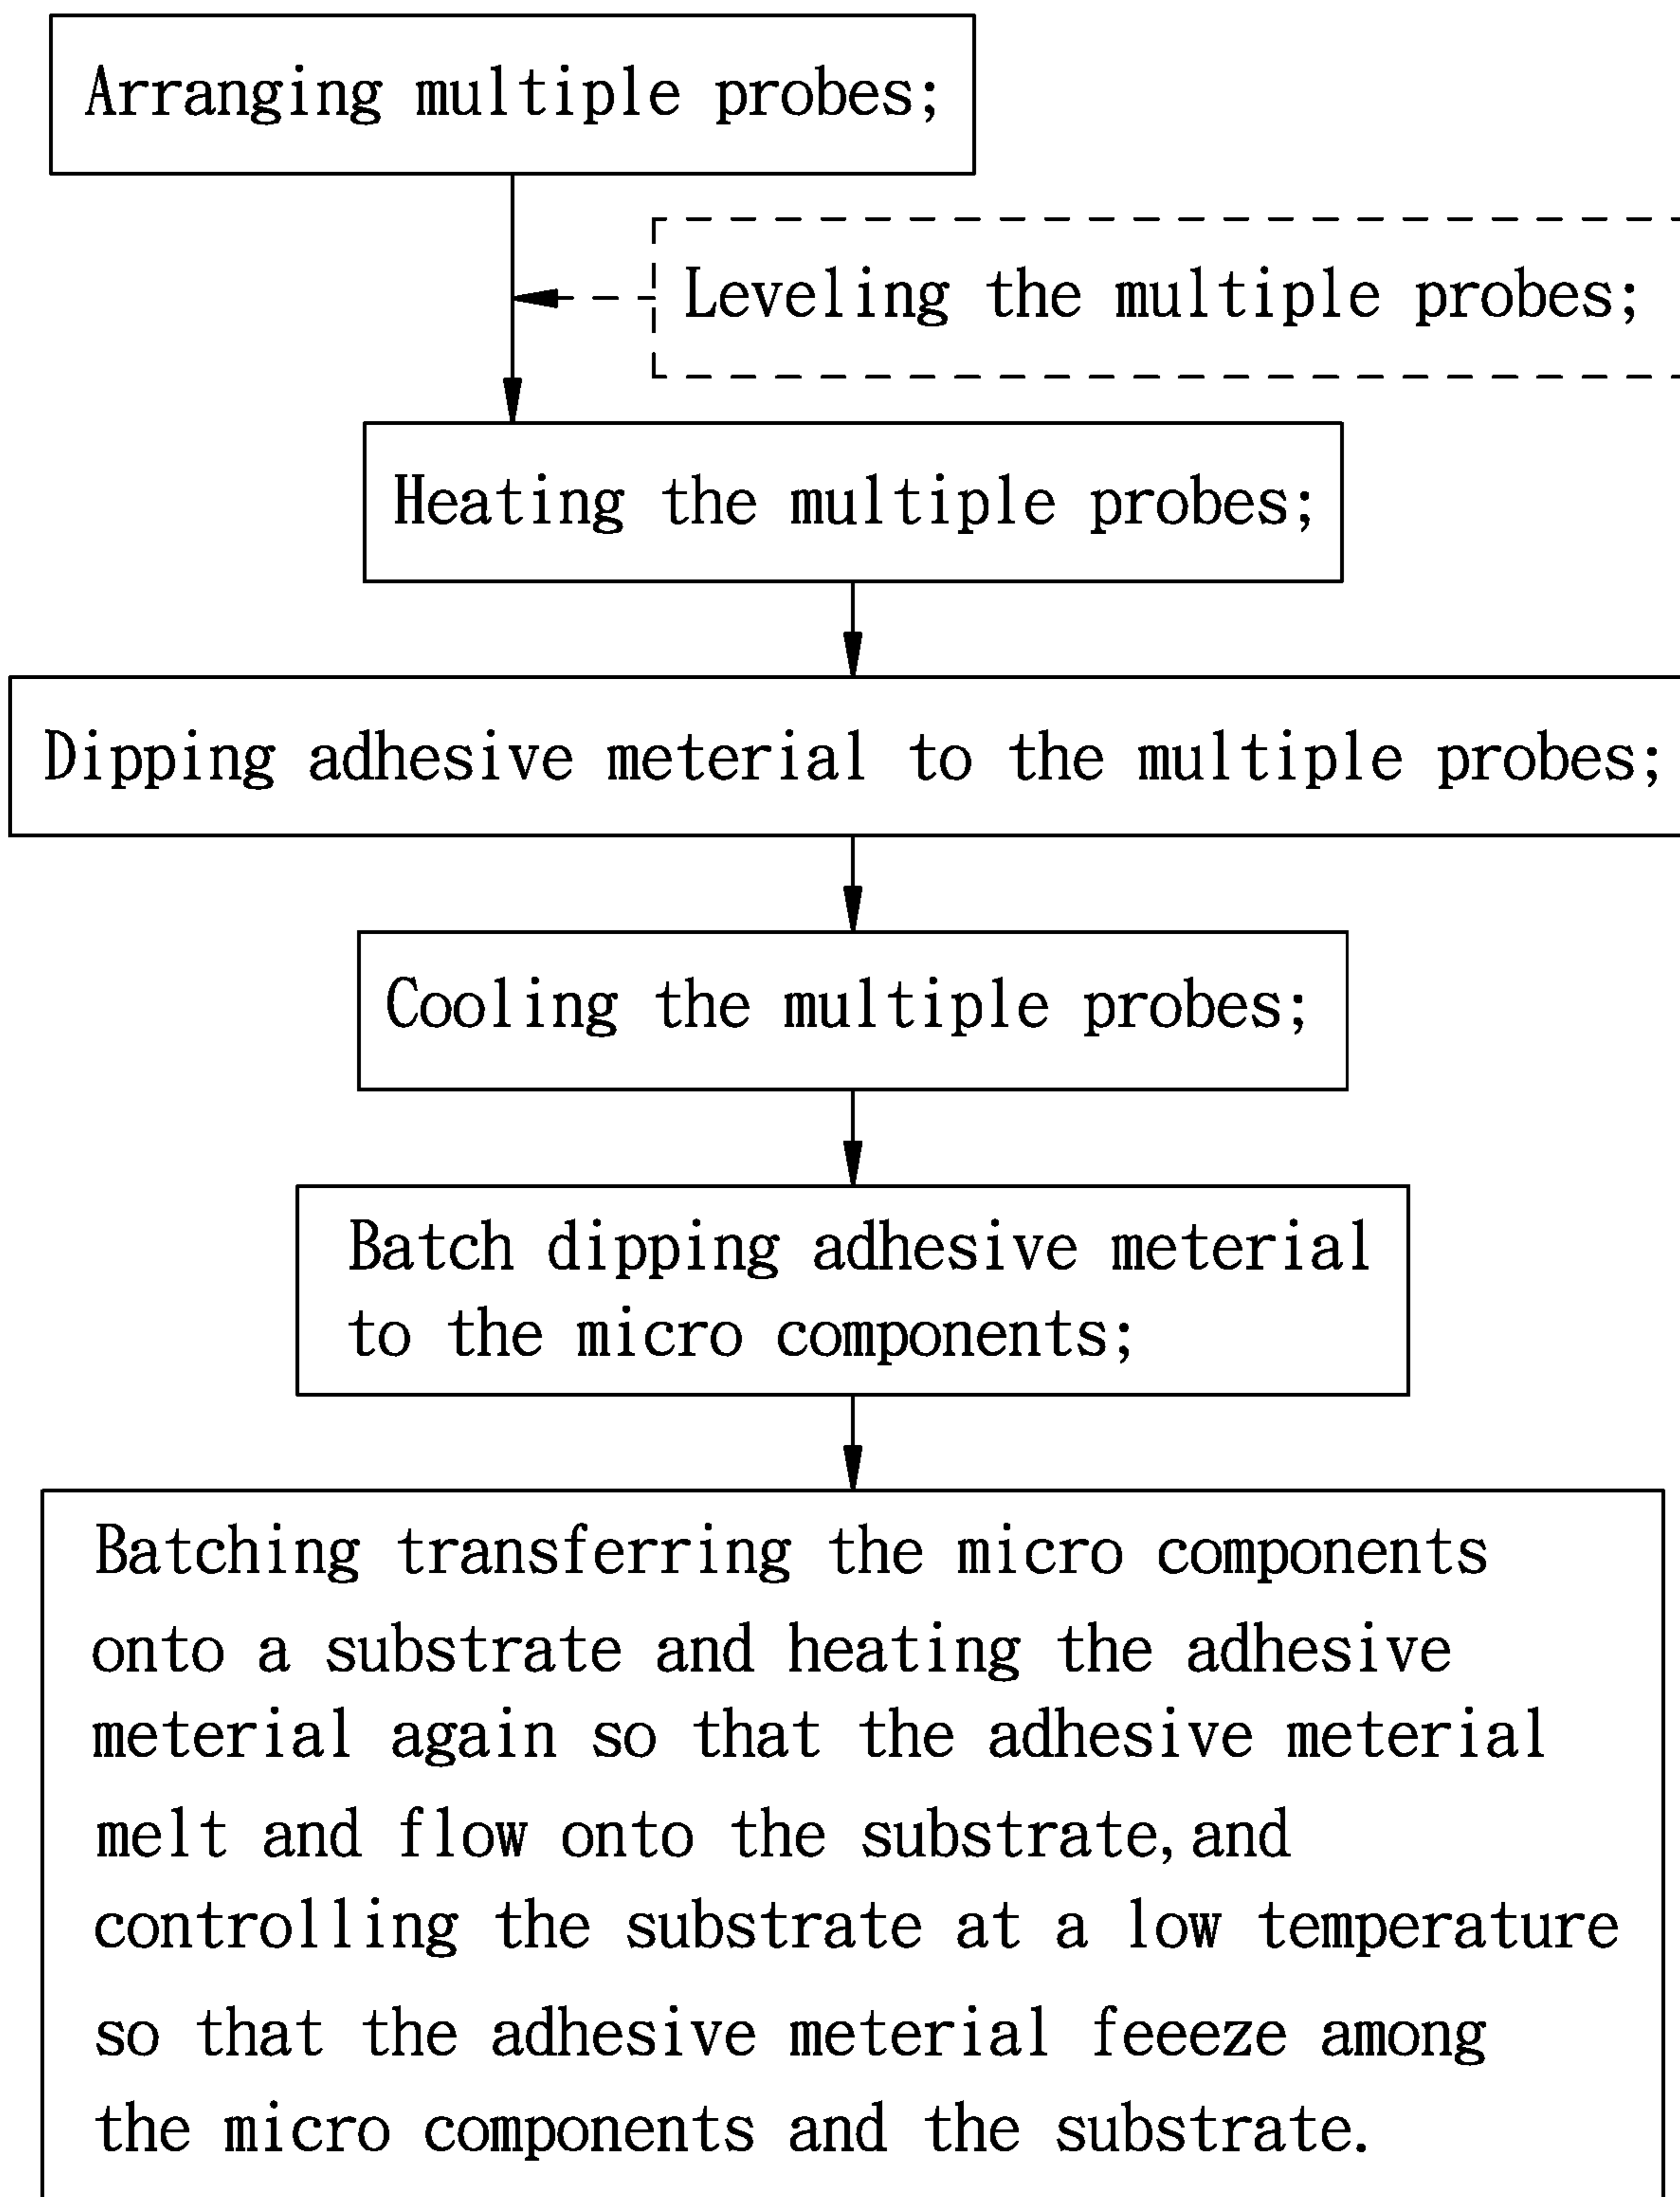 Arranging multiple probes;
Leveling the multiple probes;
Heating the multiple probes;
Dipping adhesive meterial to the multiple probes;
Cooling the multiple probes;
Batch dipping adhesive meterial
to the micro components;
Batching transferring the micro components
onto a substrate and heating the adhesive
meterial again so that the adhesive meterial
melt and flow onto the substrate, and
controlling the substrate at a low temperature
so that the adhesive meterial feeeze among
the micro components and the substrate.